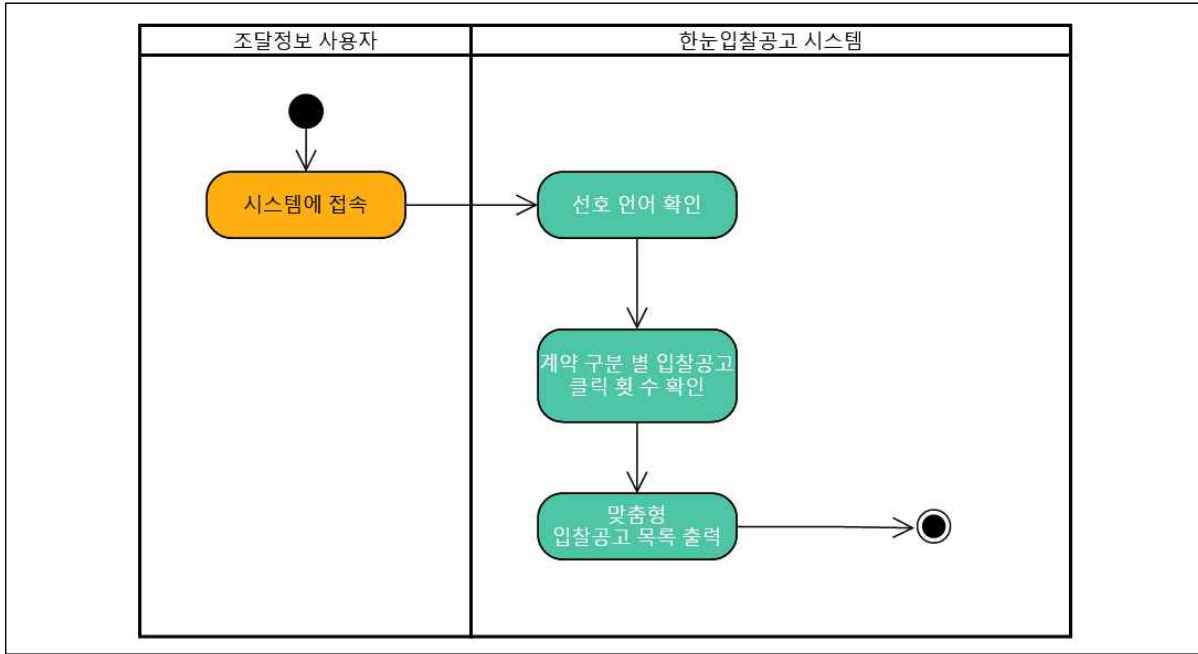 조달정보 사용자
한눈입찰공고 시스템
시스템에 접속
선호 언어 확인
계약 구분 별 입찰공고
클릭 횟 수 확인
맞춤형
입찰공고 목록 출력